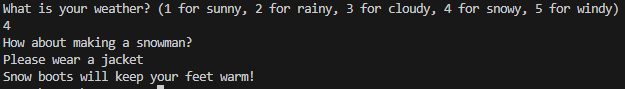 What is your weather? (1 for sunny, 2 for rainy, 3 for cloudy, 4 for snowy, 5 for windy)
4
How about making a snowman?
Please wear a jacket
Snow boots will keep your feet warm!